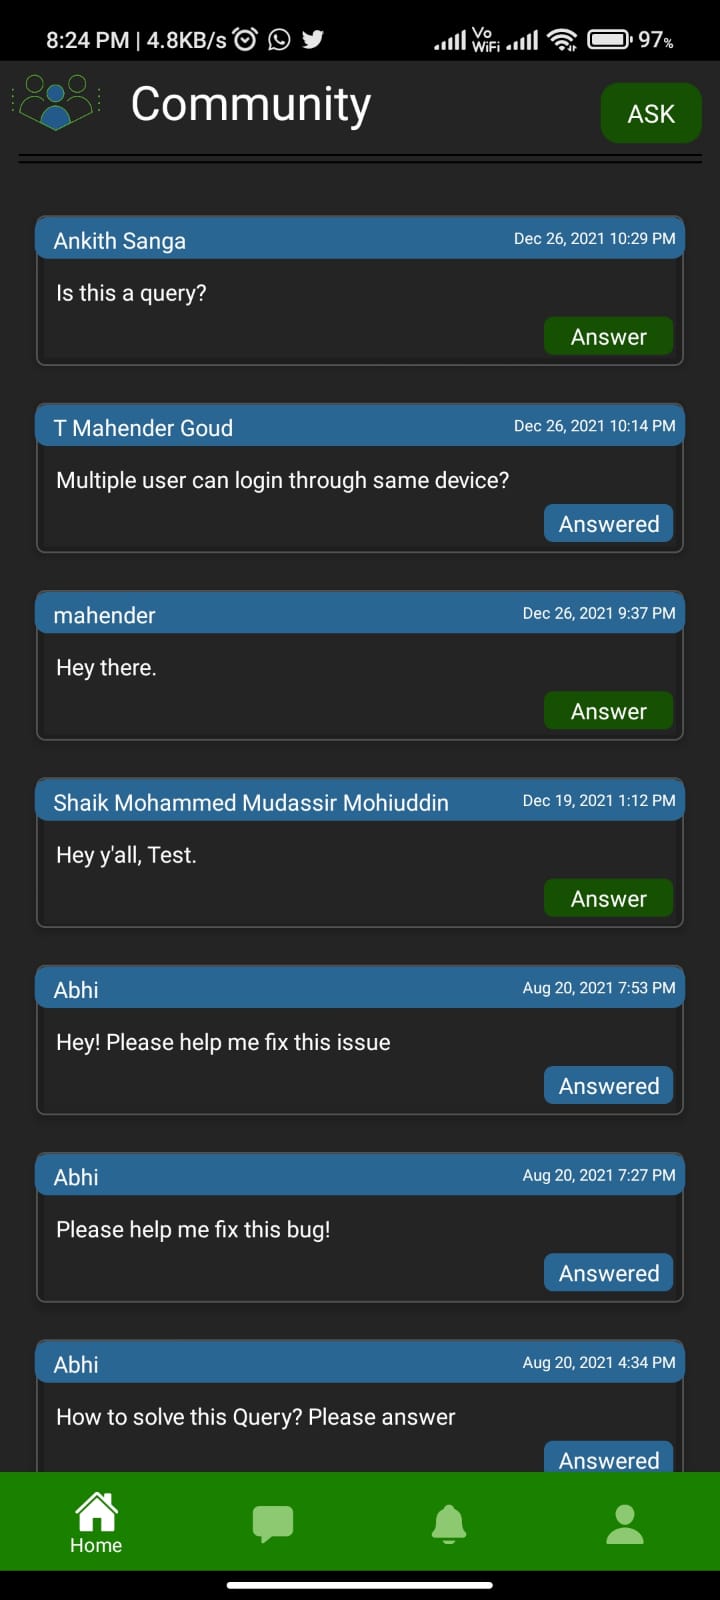 8:24 PM | 4.8KB/s Vo WiFi 97%
Community ASK
Ankith Sanga Dec 26, 2021 10:29 PM
Is this a query?
Answer
T Mahender Goud Dec 26, 2021 10:14 PM
Multiple user can login through same device?
Answered
mahender Dec 26, 2021 9:37 PM
Hey there.
Answer
Shaik Mohammed Mudassir Mohiuddin Dec 19, 2021 1:12 PM
Hey y'all, Test.
Answer
Abhi Aug 20, 2021 7:53 PM
Hey! Please help me fix this issue
Answered
Abhi Aug 20, 2021 7:27 PM
Please help me fix this bug!
Answered
Abhi Aug 20, 2021 4:34 PM
How to solve this Query? Please answer
Answered
Home